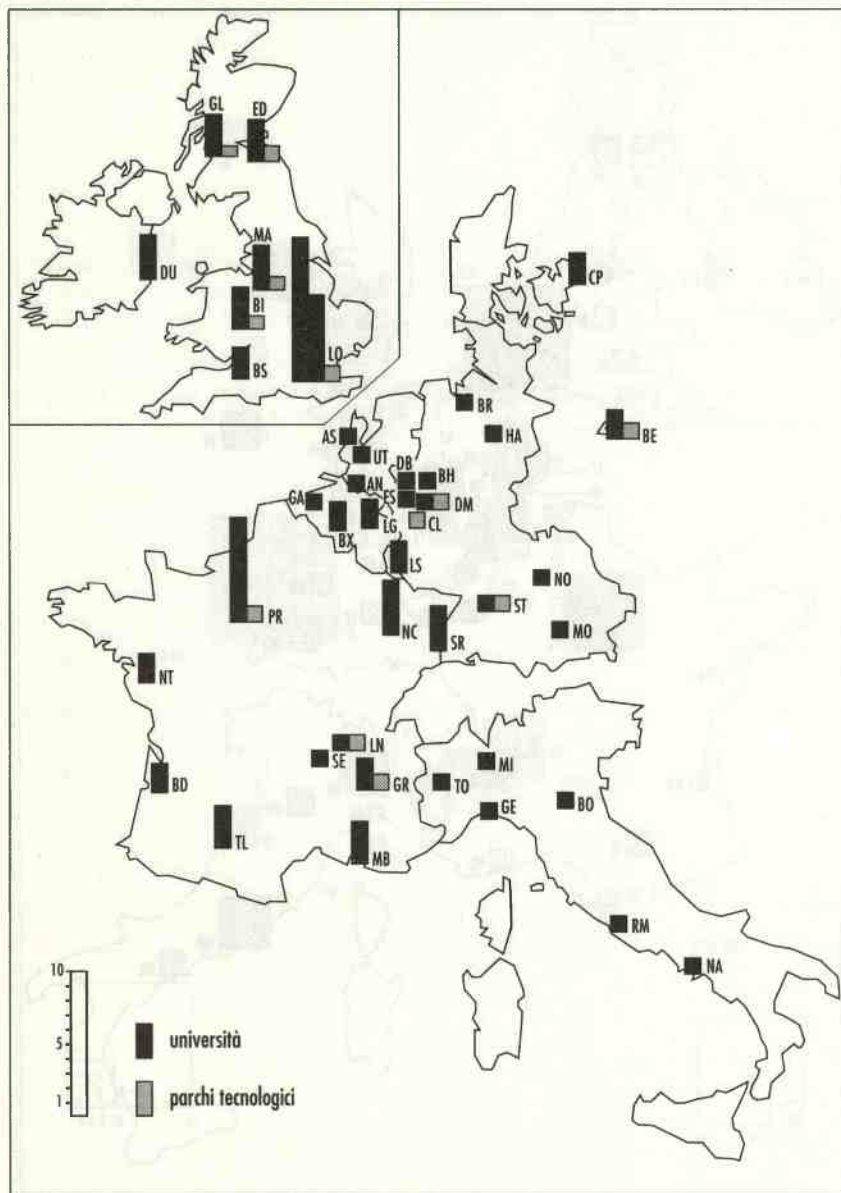 GL ED
MA
DU
BI
LO
BS
CP
BR
HA
BE
AS
UT
DB BH
AN
GA ES DM
LG CL
BX
LS
NO
ST
PR
NC SR MO
NT
LN
SE MI
GR TO
BD BO
GE
TL
MB
RM
NA
10
5
1
università
parchi tecnologici